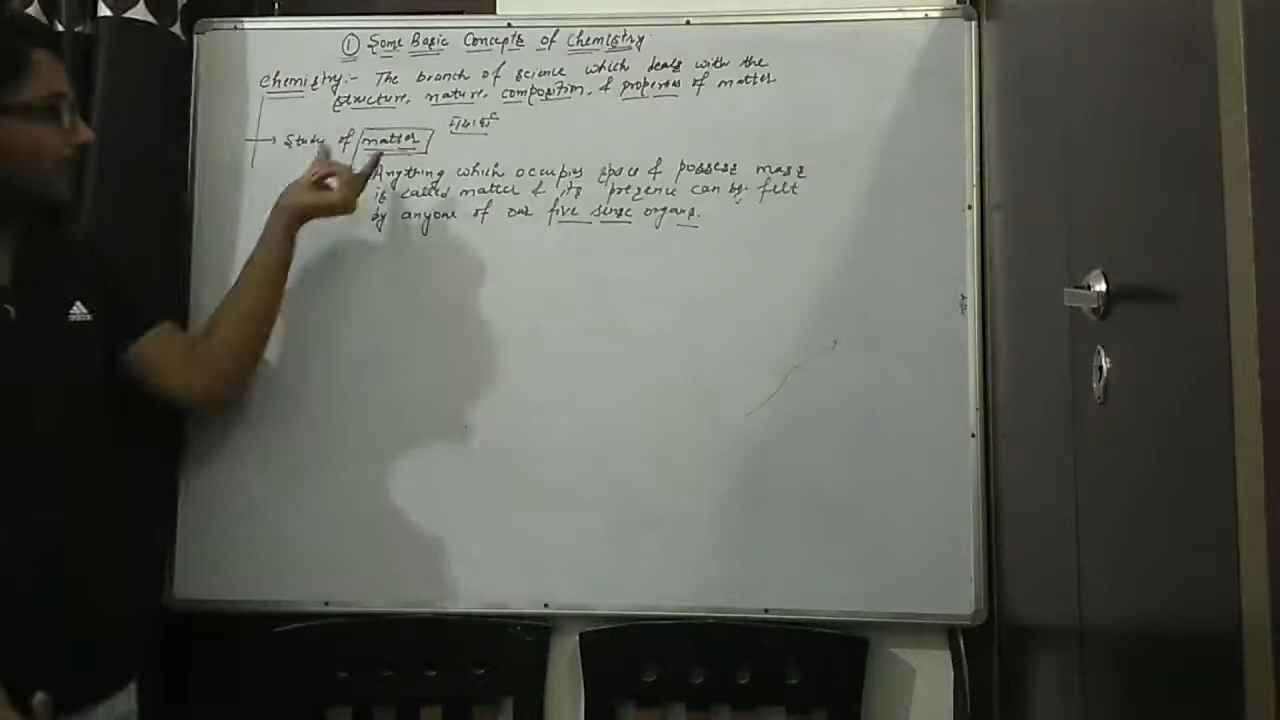 ① Some Basic Concepts of Chemistry
Chemistry:- The branch of science which deals with the
structure, nature, composition, & properties of matter
→ Study of matter
Anything which occupies space & possess mass
is called matter & its presence can be felt
by anyone of our five sense organs.
adidas